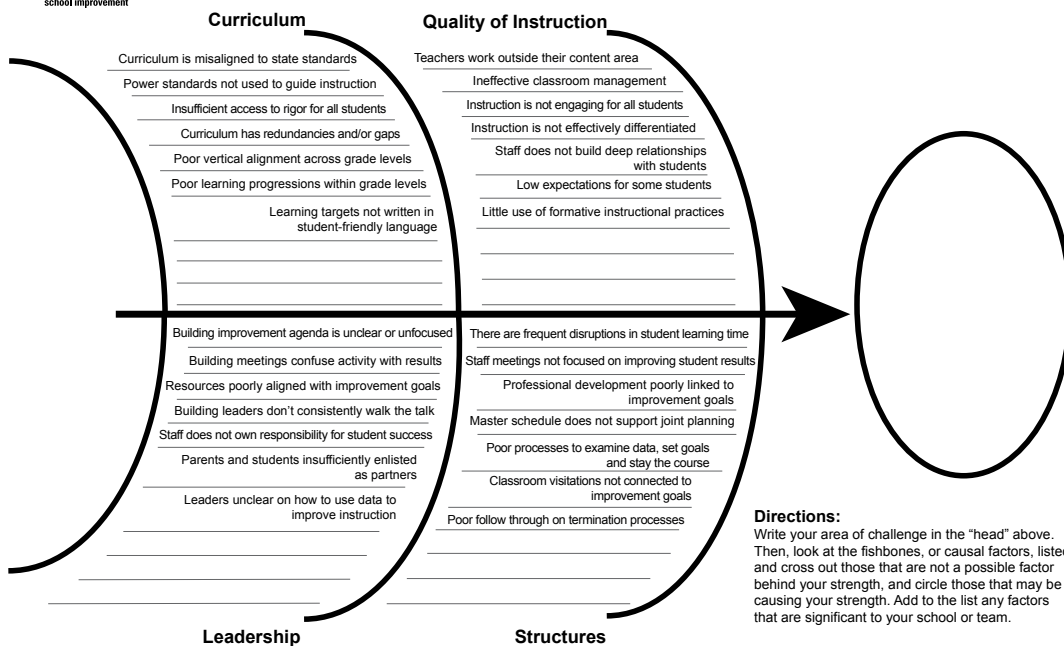 school improvement
Curriculum
Curriculum is misaligned to state standards
Power standards not used to guide instruction
Insufficient access to rigor for all students
Curriculum has redundancies and/or gaps
Poor vertical alignment across grade levels
Poor learning progressions within grade levels
Learning targets not written in
student-friendly language
Quality of Instruction
Teachers work outside their content area
Ineffective classroom management
Instruction is not engaging for all students
Instruction is not effectively differentiated
Staff does not build deep relationships
with students
Low expectations for some students
Little use of formative instructional practices
Building improvement agenda is unclear or unfocused
Building meetings confuse activity with results
Resources poorly aligned with improvement goals
Building leaders don’t consistently walk the talk
Staff does not own responsibility for student success
Parents and students insufficiently enlisted
as partners
Leaders unclear on how to use data to
improve instruction
Leadership
There are frequent disruptions in student learning time
Staff meetings not focused on improving student results
Professional development poorly linked to
improvement goals
Master schedule does not support joint planning
Poor processes to examine data, set goals
and stay the course
Classroom visitations not connected to
improvement goals
Poor follow through on termination processes
Structures
Directions:
Write your area of challenge in the “head” above.
Then, look at the fishbones, or causal factors, listed
and cross out those that are not a possible factor
behind your strength, and circle those that may be
causing your strength. Add to the list any factors
that are significant to your school or team.